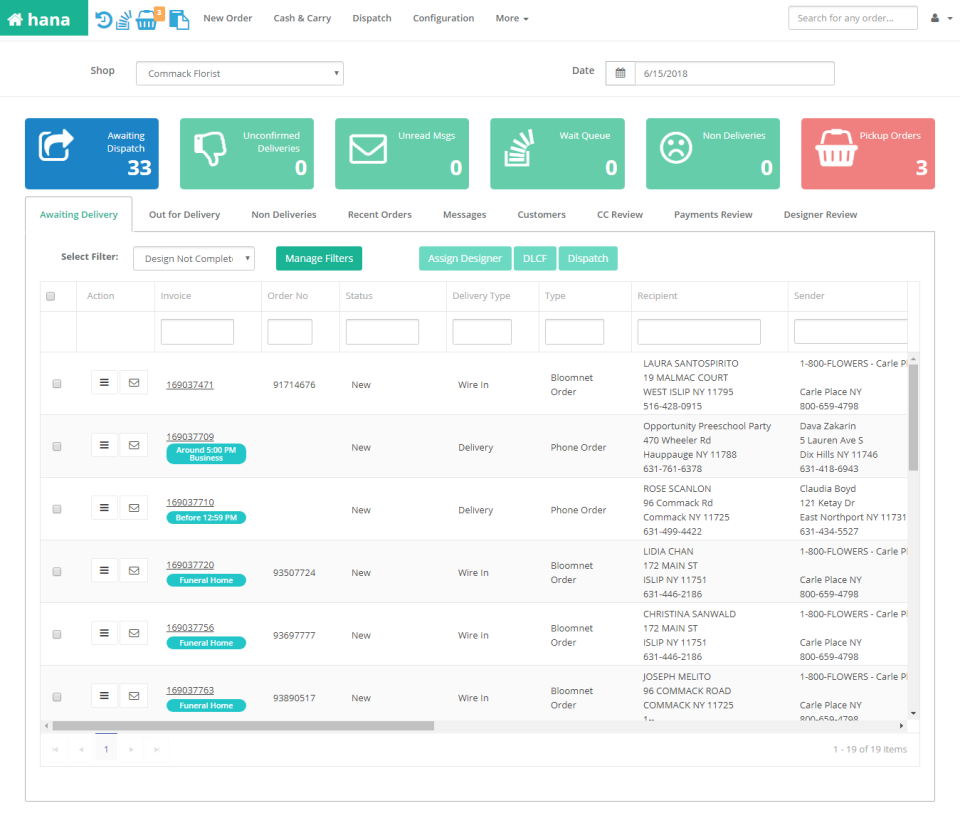 hana
3
New Order
Cash & Carry
Dispatch
Configuration
More
Search for any order...
Shop
Commack Florist
Date
6/15/2018
Awaiting Dispatch
33
Unconfirmed Deliveries
0
Unread Msgs
0
Wait Queue
0
Non Deliveries
0
Pickup Orders
3
Awaiting Delivery
Out for Delivery
Non Deliveries
Recent Orders
Messages
Customers
CC Review
Payments Review
Designer Review
Select Filter:
Design Not Complet
Manage Filters
Assign Designer
DLCF
Dispatch
Action
Invoice
Order No
Status
Delivery Type
Type
Recipient
Sender
169037471
91714676
New
Wire In
Bloomnet
Order
LAURA SANTOSPIRITO
19 MALMAC COURT
WEST ISLIP NY 11795
516-428-0915
1-800-FLOWERS - Carle Pl
Carle Place NY
800-659-4798
169037709
Around 5:00 PM
Business
New
Delivery
Phone Order
Opportunity Preeschool Party
470 Wheeler Rd
Hauppauge NY 11788
631-761-6378
Dava Zakarin
5 Lauren Ave S
Dix Hills NY 11746
631-418-6943
169037710
Before 12:59 PM
New
Delivery
Phone Order
ROSE SCANLON
96 Commack Rd
Commack NY 11725
631-499-4422
Claudia Boyd
121 Ketay Dr
East Northport NY 11731
631-434-5527
169037720
Funeral Home
93507724
New
Wire In
Bloomnet
Order
LIDIA CHAN
172 MAIN ST
ISLIP NY 11751
631-446-2186
1-800-FLOWERS - Carle Pl
Carle Place NY
800-659-4798
169037756
Funeral Home
93697777
New
Wire In
Bloomnet
Order
CHRISTINA SANWALD
172 MAIN ST
ISLIP NY 11751
631-446-2186
1-800-FLOWERS - Carle Pl
Carle Place NY
800-659-4798
169037763
Funeral Home
93890517
New
Wire In
Bloomnet
Order
JOSEPH MELITO
96 COMMACK ROAD
COMMACK NY 11725
1-800-FLOWERS - Carle Pl
Carle Place NY
800-659-4798
1
1 - 19 of 19 items